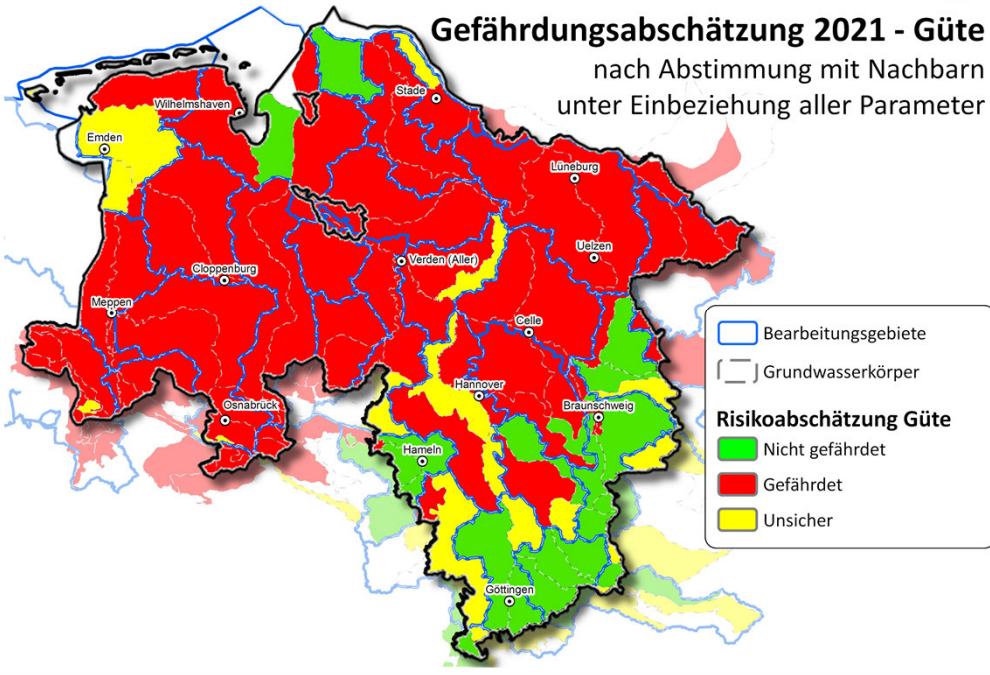 Gefährdungsabschätzung 2021 - Güte
nach Abstimmung mit Nachbarn
unter Einbeziehung aller Parameter
Wilhelmshaven
Stade
Emden
Lüneburg
Uelzen
Verden (Aller)
Cloppenburg
Meppen
Celle
Hannover
Osnabrück
Braunschweig
Hameln
Göttingen
Bearbeitungsgebiete
Grundwasserkörper
Risikoabschätzung Güte
Nicht gefährdet
Gefährdet
Unsicher